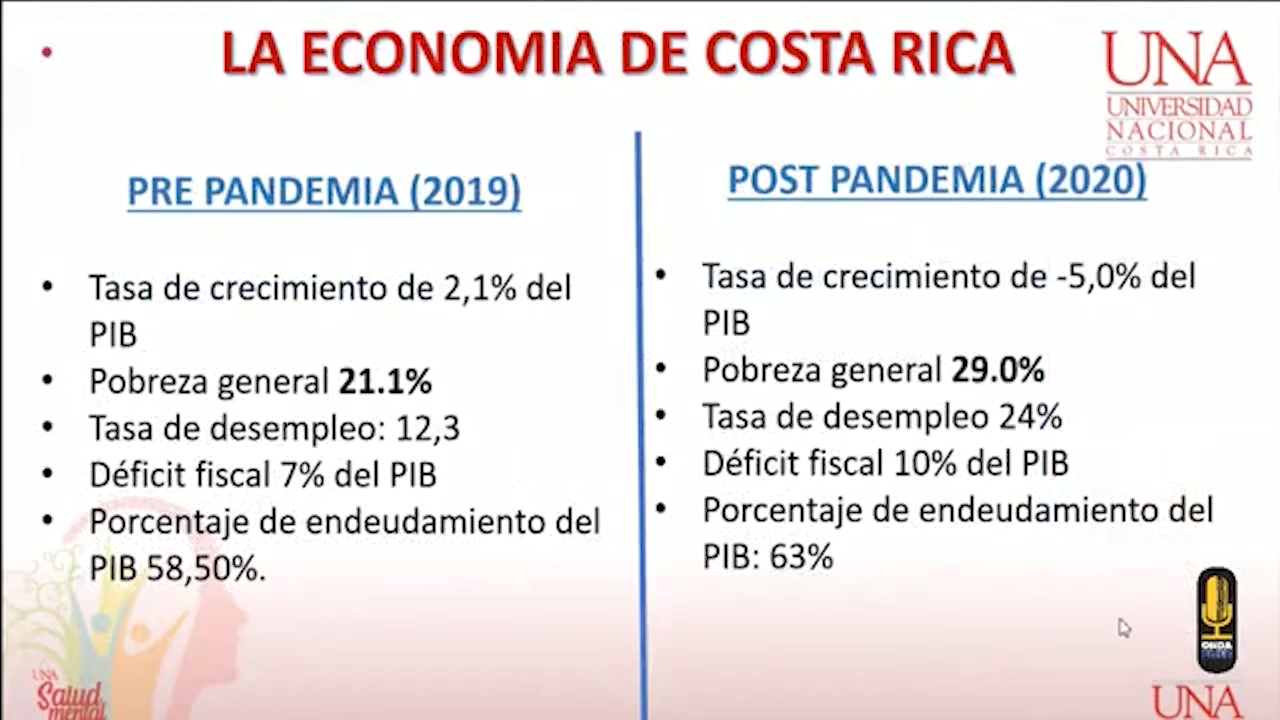 LA ECONOMIA DE COSTA RICA
UNA
UNIVERSIDAD
NACIONAL
COSTA RICA
PRE PANDEMIA (2019)
• Tasa de crecimiento de 2,1% del
PIB
• Pobreza general 21.1%
• Tasa de desempleo: 12,3
• Déficit fiscal 7% del PIB
• Porcentaje de endeudamiento del
PIB 58,50%.
POST PANDEMIA (2020)
• Tasa de crecimiento de -5,0% del
PIB
• Pobreza general 29.0%
• Tasa de desempleo 24%
• Déficit fiscal 10% del PIB
• Porcentaje de endeudamiento del
PIB: 63%
UNA
Salud
mental
ONDA
UNA